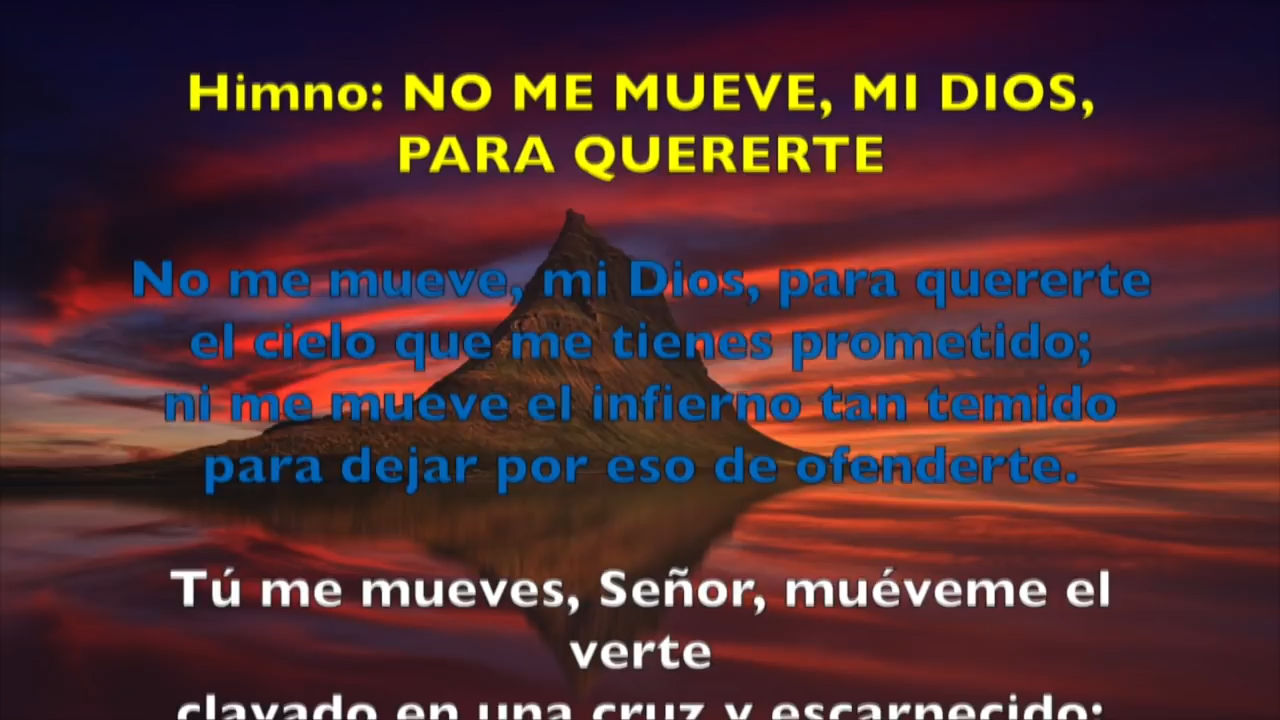 Himno: NO ME MUEVE, MI DIOS,
PARA QUERERTE
No me mueve, mi Dios, para quererte
el cielo que me tienes prometido;
ni me mueve el infierno tan temido
para dejar por eso de ofenderte.
Tú me mueves, Señor, muéveme el
verte
clavado en una cruz y escarnecido;